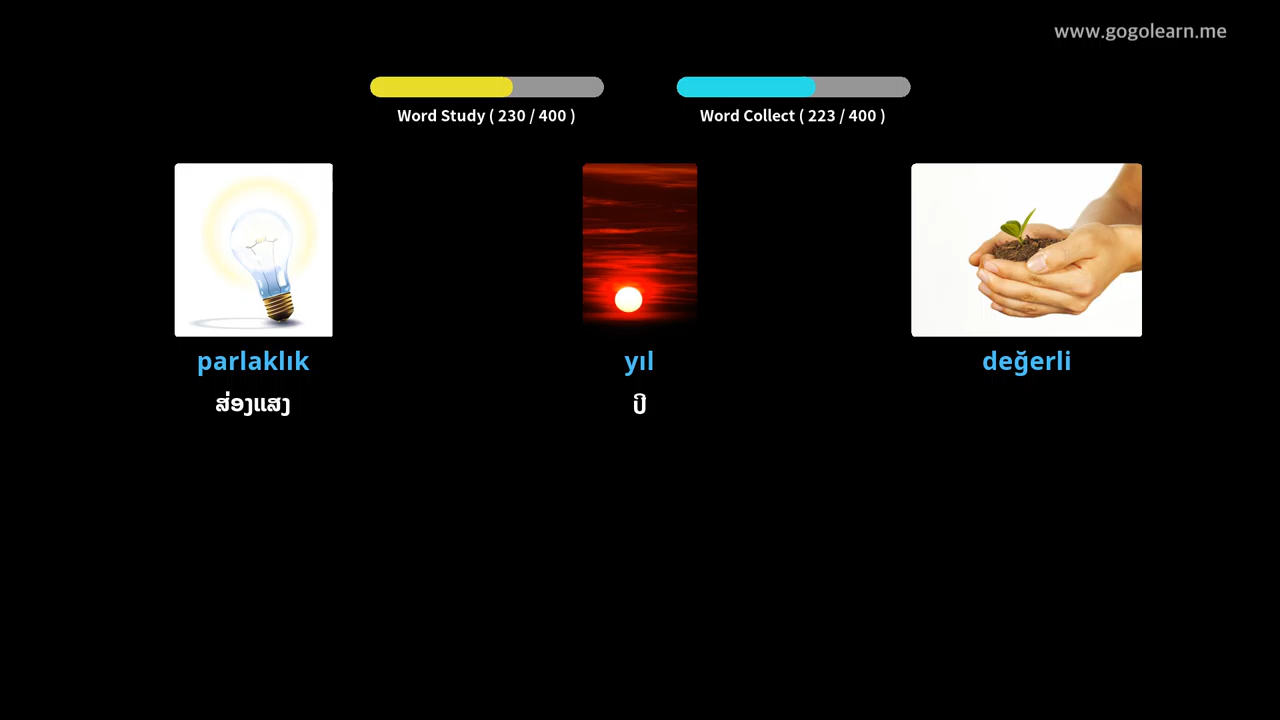 www.gogolearn.me
Word Study ( 230 / 400 )
Word Collect ( 223 / 400 )
parlaklık
yıl
değerli
ສ່ອງແສງ
ປີ